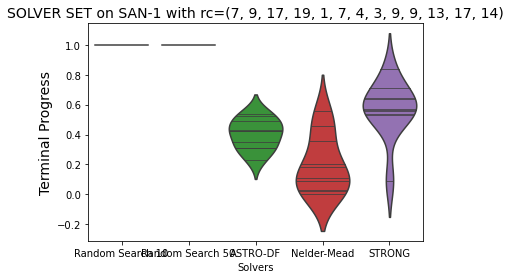 SOLVER SET on SAN-1 with rc=(7, 9, 17, 19, 1, 7, 4, 3, 9, 9, 13, 17, 14)
Terminal Progress
1.0
0.8
0.6
0.4
0.2
0.0
−0.2
Random Search 10 Random Search 50 ASTRO-DF Nelder-Mead STRONG
Solvers